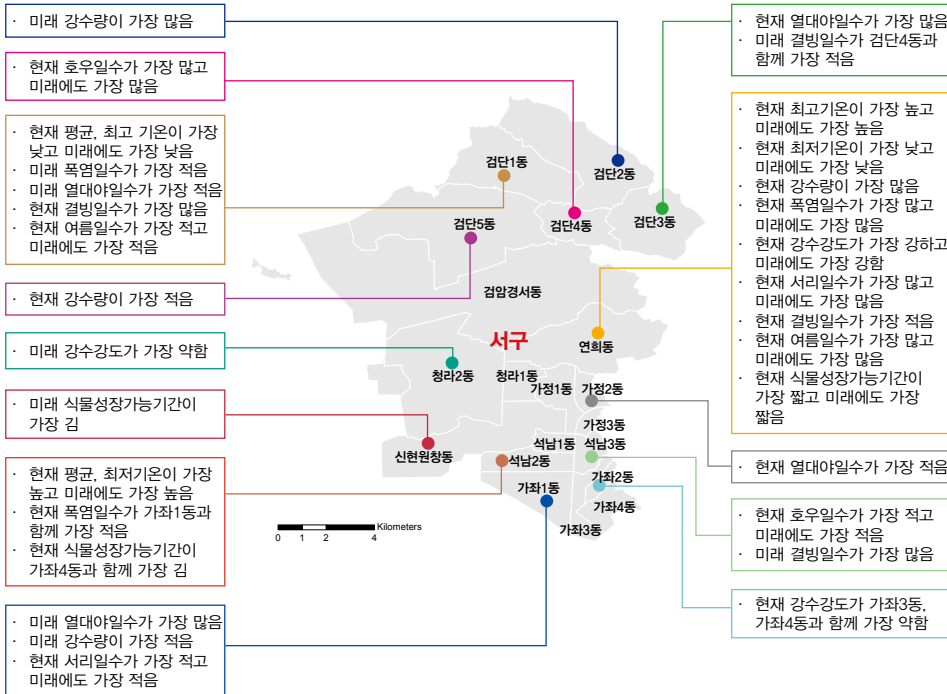 · 미래 강수량이 가장 많음
· 현재 호우일수가 가장 많고
미래에도 가장 많음
· 현재 평균, 최고 기온이 가장
낮고 미래에도 가장 낮음
· 미래 폭염일수가 가장 적음
· 미래 열대야일수가 가장 적음
· 현재 결빙일수가 가장 많음
· 현재 여름일수가 가장 적고
미래에도 가장 적음
· 현재 강수량이 가장 적음
· 미래 강수강도가 가장 약함
· 미래 식물성장가능기간이
가장 김
· 현재 평균, 최저기온이 가장
높고 미래에도 가장 높음
· 현재 폭염일수가 가좌1동과
함께 가장 적음
· 현재 식물성장가능기간이
가좌4동과 함께 가장 김
· 미래 열대야일수가 가장 많음
· 미래 강수량이 가장 적음
· 현재 서리일수가 가장 적고
미래에도 가장 적음
검단1동
검단2동
검단4동
검단3동
검단5동
검암경서동
서구
연희동
청라2동
청라1동
가정1동
가정2동
가정3동
석남1동
석남3동
신현원창동
석남2동
가좌2동
가좌1동
가좌4동
가좌3동
Kilometers
0 1 2 4
· 현재 열대야일수가 가장 많음
· 미래 결빙일수가 검단4동과
함께 가장 적음
· 현재 최고기온이 가장 높고
미래에도 가장 높음
· 현재 최저기온이 가장 낮고
미래에도 가장 낮음
· 현재 강수량이 가장 많음
· 현재 폭염일수가 가장 많고
미래에도 가장 많음
· 현재 강수강도가 가장 강하고
미래에도 가장 강함
· 현재 서리일수가 가장 많고
미래에도 가장 많음
· 현재 결빙일수가 가장 적음
· 현재 여름일수가 가장 많고
미래에도 가장 많음
· 현재 식물성장가능기간이
가장 짧고 미래에도 가장
짧음
· 현재 열대야일수가 가장 적음
· 현재 호우일수가 가장 적고
미래에도 가장 적음
· 미래 결빙일수가 가장 많음
· 현재 강수강도가 가좌3동,
가좌4동과 함께 가장 약함